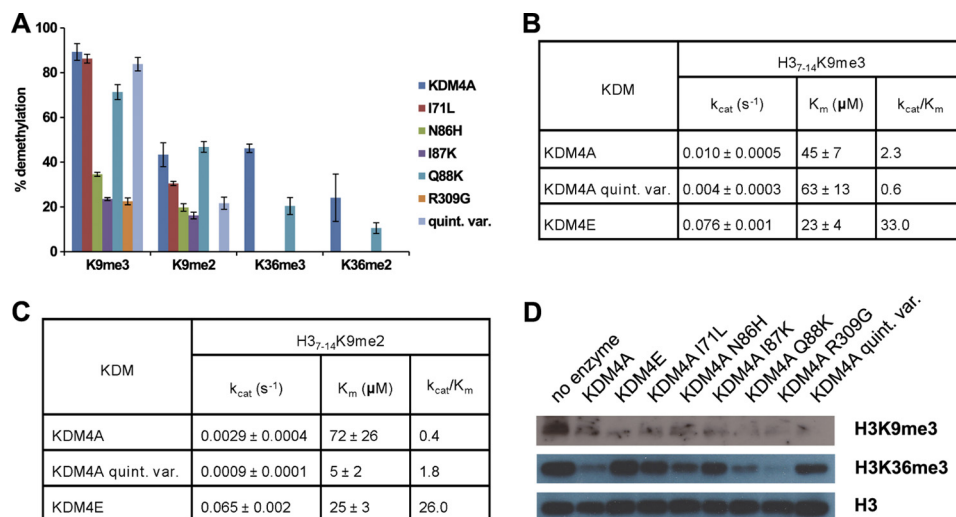 A
% demethylation
100
80
60
40
20
0
K9me3 K9me2 K36me3 K36me2
KDM4A
I71L
N86H
I87K
Q88K
R309G
quint. var.
B
KDM H3₇₋₁₄K9me3
k_cat (s⁻¹) K_m (μM) k_cat/K_m
KDM4A 0.010 ± 0.0005 45 ± 7 2.3
KDM4A quint. var. 0.004 ± 0.0003 63 ± 13 0.6
KDM4E 0.076 ± 0.001 23 ± 4 33.0
C
KDM H3₇₋₁₄K9me2
k_cat (s⁻¹) K_m (μM) k_cat/K_m
KDM4A 0.0029 ± 0.0004 72 ± 26 0.4
KDM4A quint. var. 0.0009 ± 0.0001 5 ± 2 1.8
KDM4E 0.065 ± 0.002 25 ± 3 26.0
D
no enzyme
KDM4A
KDM4E
KDM4A I71L
KDM4A N86H
KDM4A I87K
KDM4A Q88K
KDM4A R309G
KDM4A quint. var.
H3K9me3
H3K36me3
H3